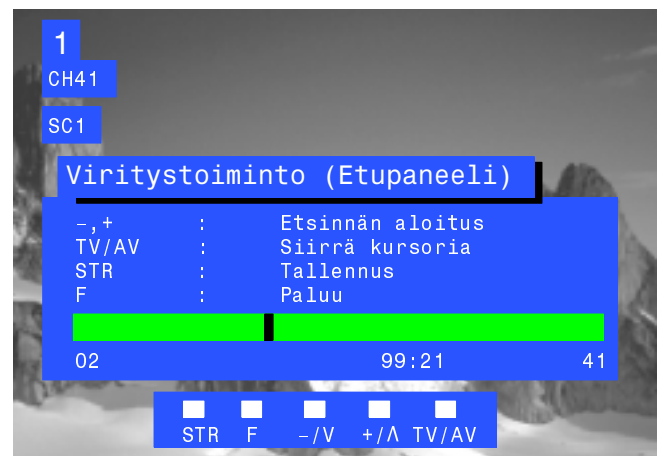 1
CH41
SC1
Viritystoiminto (Etupaneeli)
–,+ : Etsinnän aloitus
TV/AV : Siirrä kursoria
STR : Tallennus
F : Paluu
02 99:21 41
STR F –/V +/Λ TV/AV